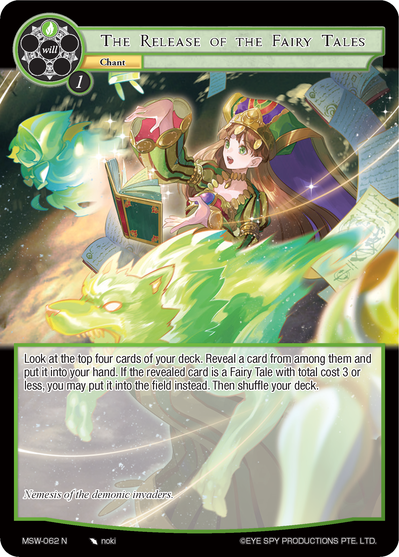 The Release of the Fairy Tales
will
Chant
1
Look at the top four cards of your deck. Reveal a card from among them and
put it into your hand. If the revealed card is a Fairy Tale with total cost 3 or
less, you may put it into the field instead. Then shuffle your deck.
Nemesis of the demonic invaders.
MSW-062 N noki ©EYE SPY PRODUCTIONS PTE. LTD.